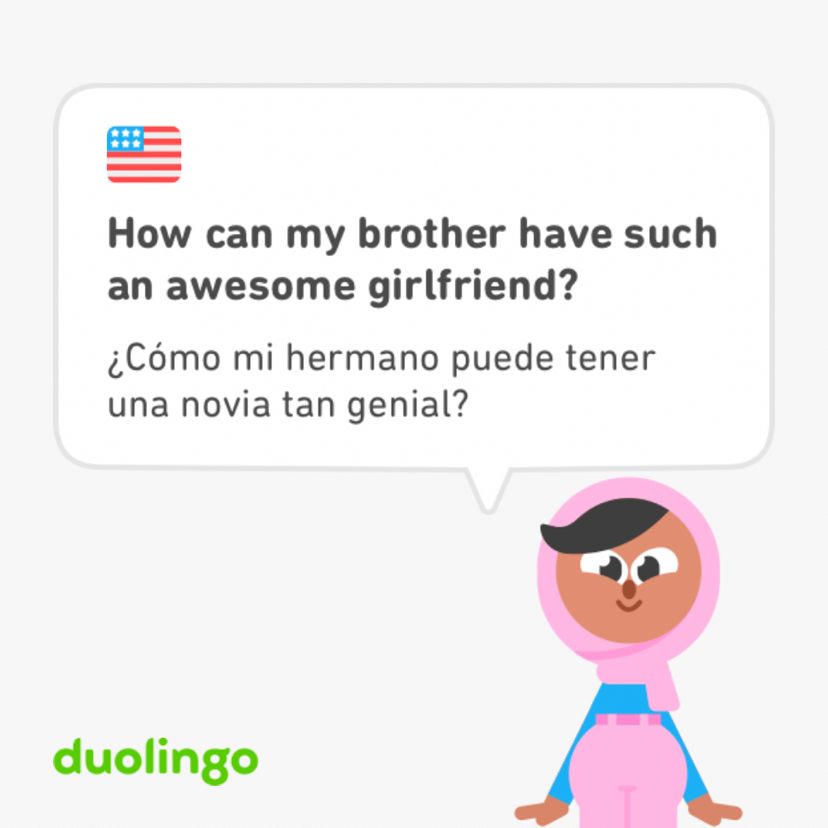 How can my brother have such
an awesome girlfriend?
¿Cómo mi hermano puede tener
una novia tan genial?
duolingo